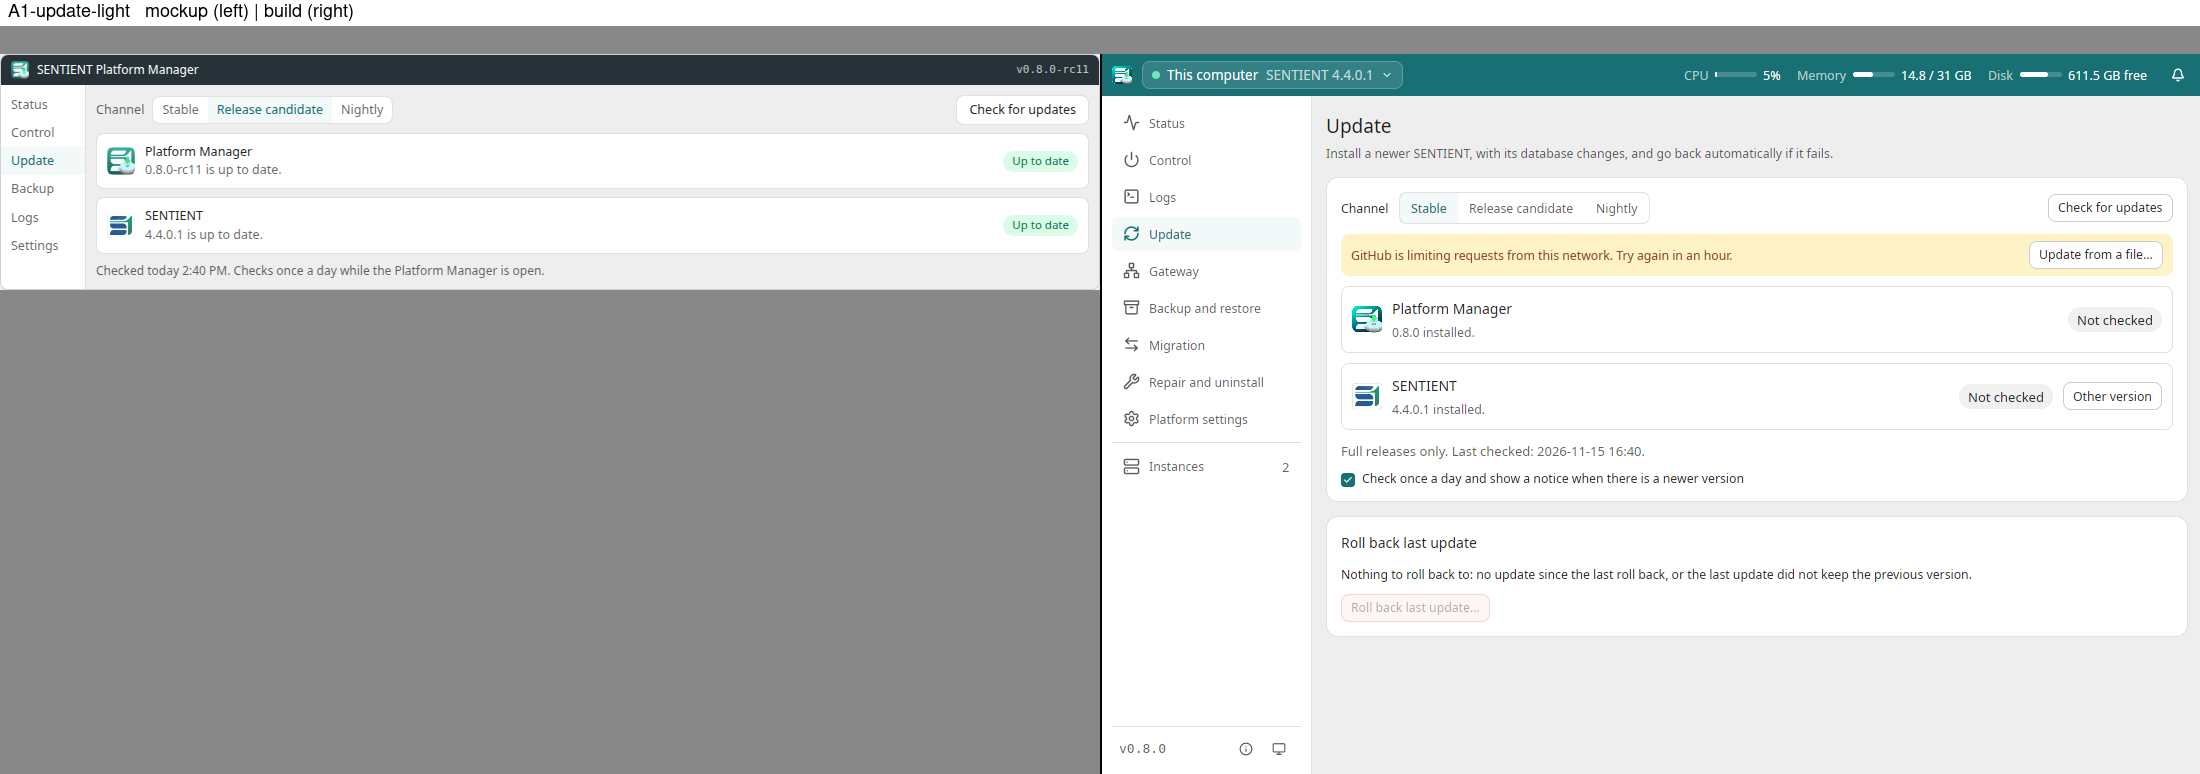 A1-update-light mockup (left) | build (right)
SENTIENT Platform Manager
v0.8.0-rc11
Status
Control
Update
Backup
Logs
Settings
Channel Stable Release candidate Nightly
Check for updates
Platform Manager
0.8.0-rc11 is up to date.
Up to date
SENTIENT
4.4.0.1 is up to date.
Up to date
Checked today 2:40 PM. Checks once a day while the Platform Manager is open.
This computer SENTIENT 4.4.0.1
CPU 5% Memory 14.8 / 31 GB Disk 611.5 GB free
Status
Control
Logs
Update
Gateway
Backup and restore
Migration
Repair and uninstall
Platform settings
Instances 2
v0.8.0
Update
Install a newer SENTIENT, with its database changes, and go back automatically if it fails.
Channel Stable Release candidate Nightly
Check for updates
GitHub is limiting requests from this network. Try again in an hour.
Update from a file...
Platform Manager
0.8.0 installed.
Not checked
SENTIENT
4.4.0.1 installed.
Not checked
Other version
Full releases only. Last checked: 2026-11-15 16:40.
Check once a day and show a notice when there is a newer version
Roll back last update
Nothing to roll back to: no update since the last roll back, or the last update did not keep the previous version.
Roll back last update...